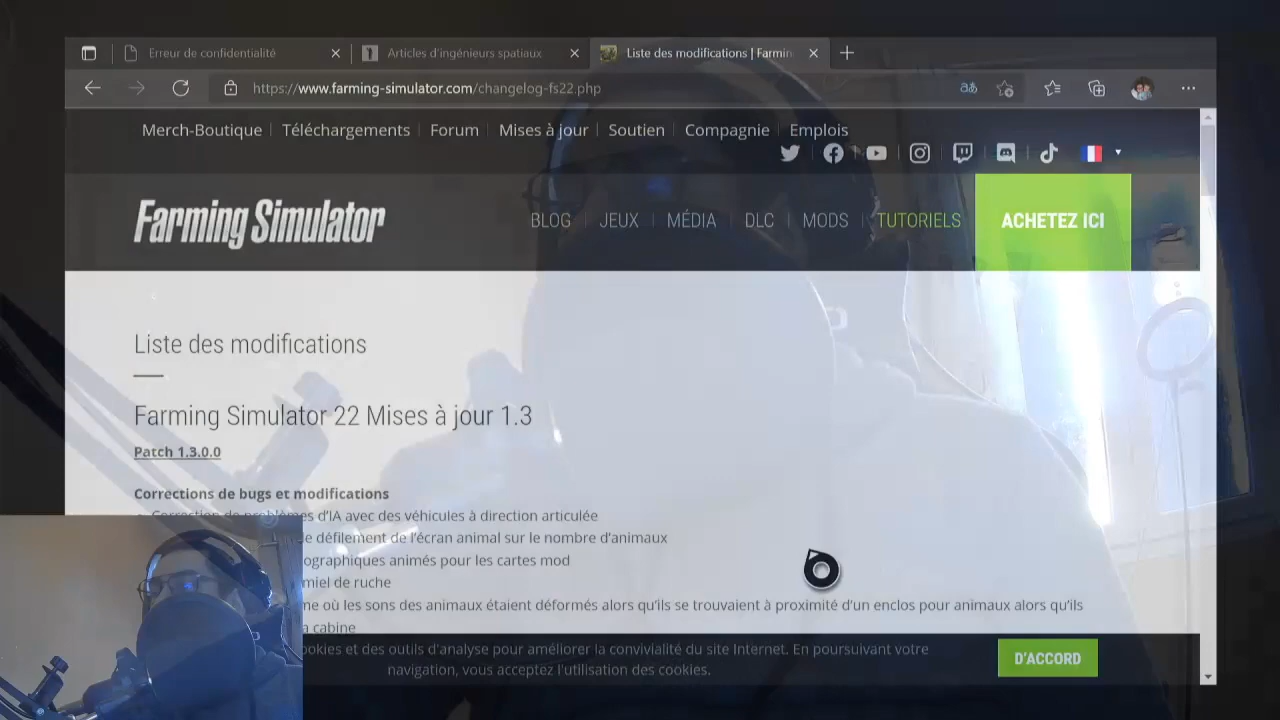 Erreur de confidentialité
Articles d'ingénieurs spatiaux
Liste des modifications | Farmin
https://www.farming-simulator.com/changelog-fs22.php
Merch-Boutique | Téléchargements | Forum | Mises à jour | Soutien | Compagnie | Emplois
Farming Simulator
BLOG | JEUX | MÉDIA | DLC | MODS | TUTORIELS
ACHETEZ ICI
Liste des modifications
Farming Simulator 22 Mises à jour 1.3
Patch 1.3.0.0
Corrections de bugs et modifications
Correction de problèmes d'IA avec des véhicules à direction articulée
le défilement de l'écran animal sur le nombre d'animaux
ographiques animés pour les cartes mod
miel de ruche
me où les sons des animaux étaient déformés alors qu'ils se trouvaient à proximité d'un enclos pour animaux alors qu'ils
a cabine
ookies et des outils d'analyse pour améliorer la convivialité du site Internet. En poursuivant votre
navigation, vous acceptez l'utilisation des cookies.
D'ACCORD